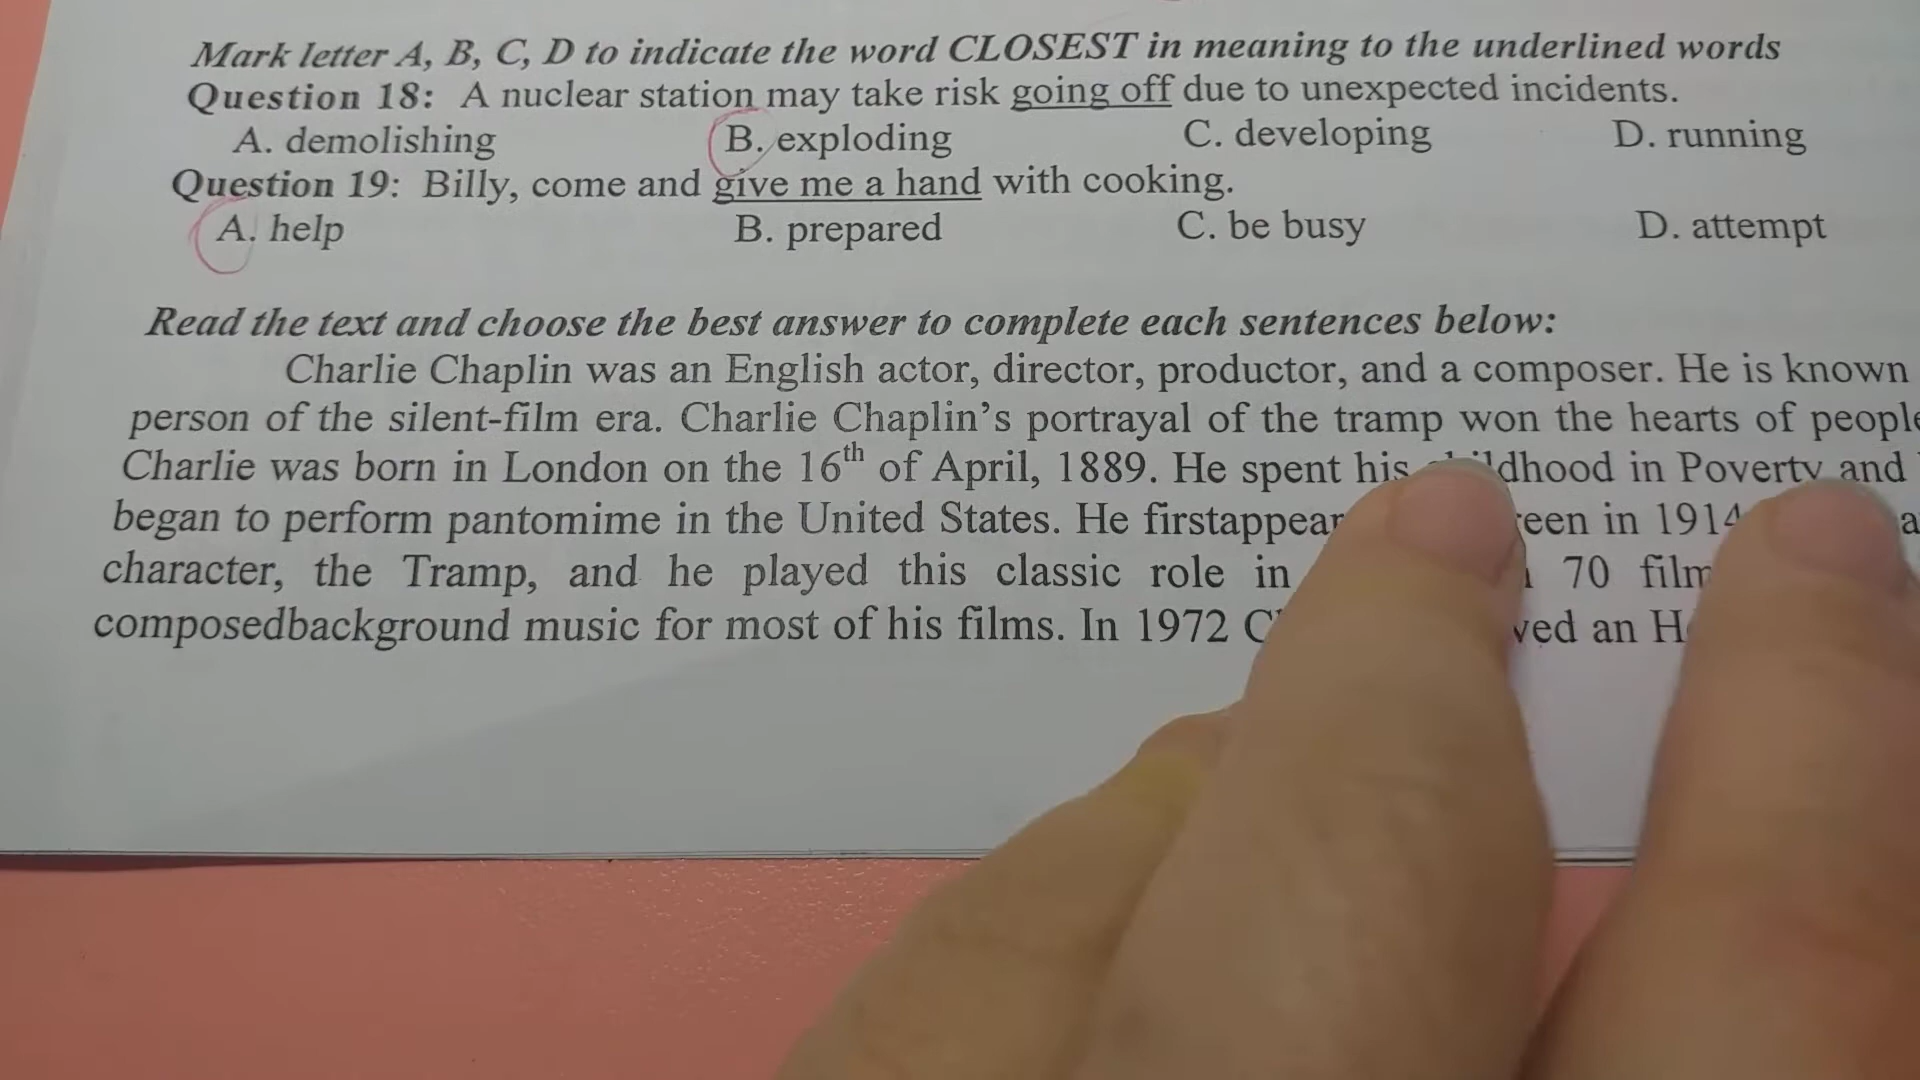 Mark letter A, B, C, D to indicate the word CLOSEST in meaning to the underlined words
Question 18: A nuclear station may take risk going off due to unexpected incidents.
A. demolishing B. exploding C. developing D. running
Question 19: Billy, come and give me a hand with cooking.
A. help B. prepared C. be busy D. attempt
Read the text and choose the best answer to complete each sentences below:
Charlie Chaplin was an English actor, director, productor, and a composer. He is known
person of the silent-film era. Charlie Chaplin's portrayal of the tramp won the hearts of people
Charlie was born in London on the 16th of April, 1889. He spent his childhood in Poverty and
began to perform pantomime in the United States. He firstappear in 1914
character, the Tramp, and he played this classic role in 70 film
composedbackground music for most of his films. In 1972 an